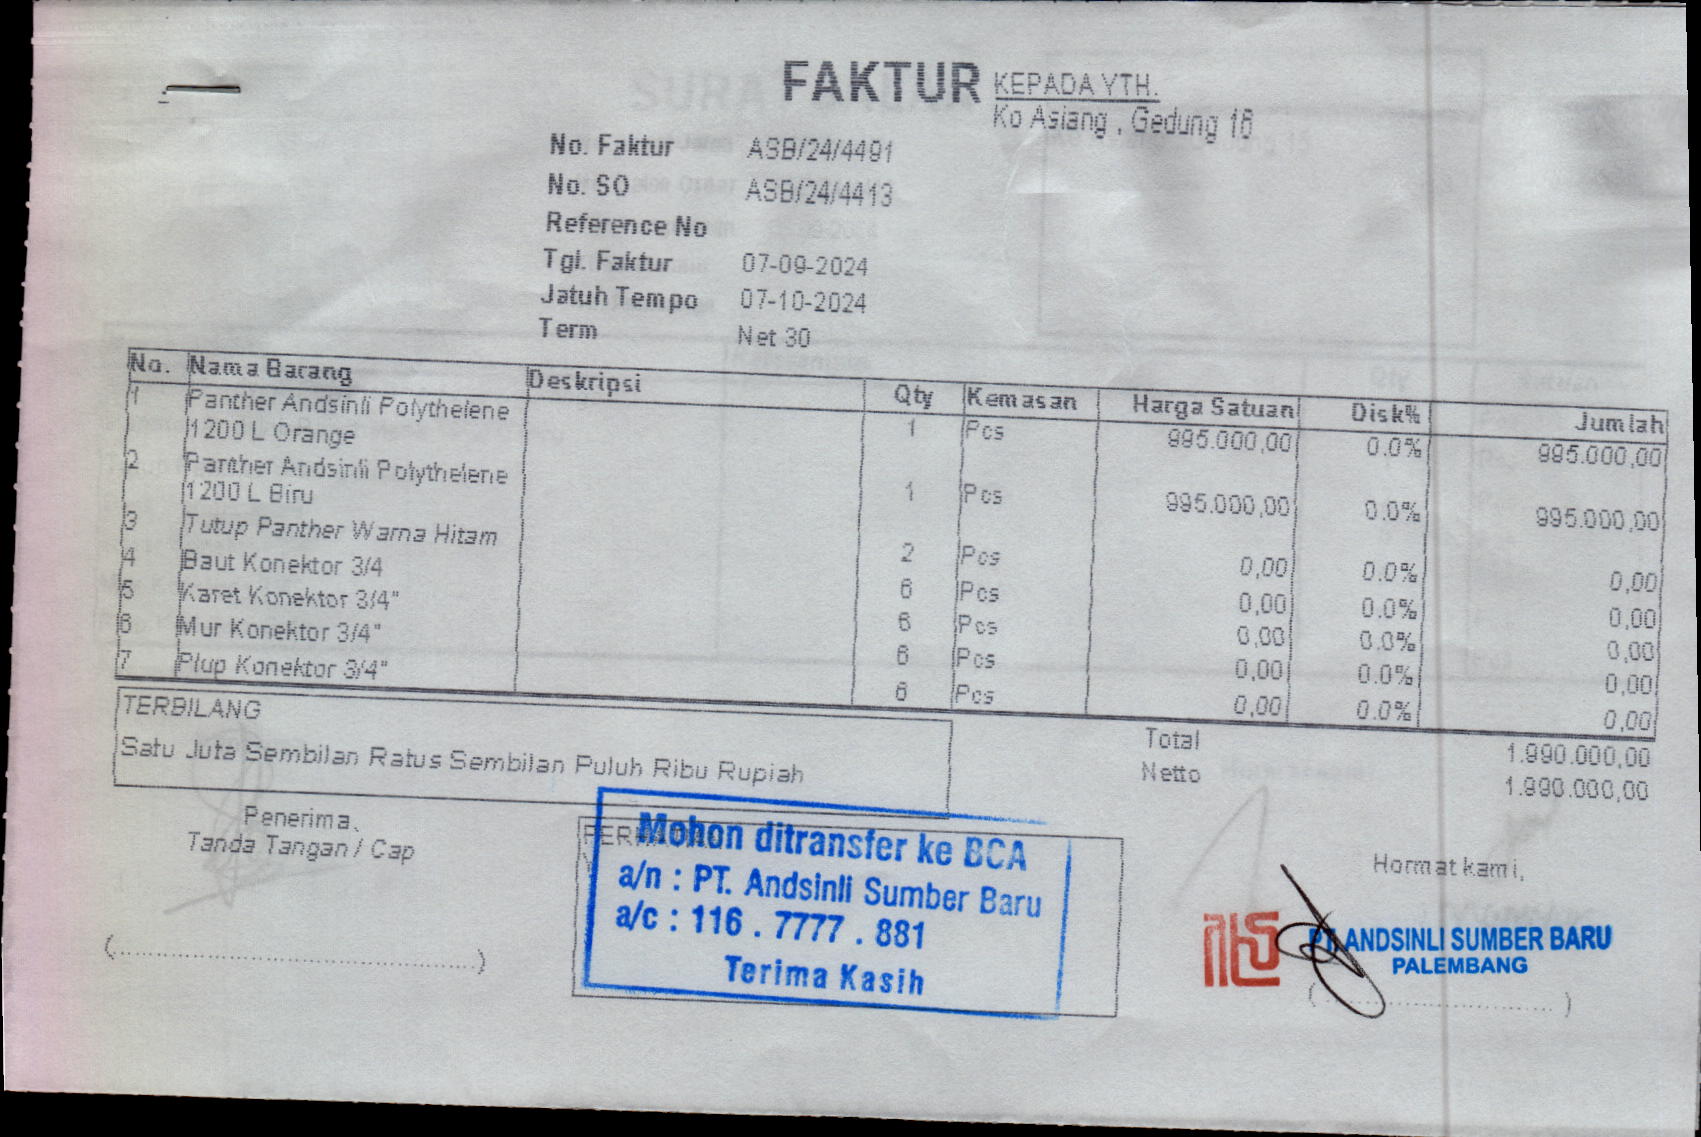 FAKTUR
KEPADA YTH.
Ko Asiang , Gedung 16
No. Faktur ASB/24/4491
No. SO ASB/24/4413
Reference No
Tgl. Faktur 07-09-2024
Jatuh Tempo 07-10-2024
Term Net 30
No. Nama Barang Deskripsi Qty Kemasan Harga Satuan Disk% Jumlah
1 Panther Andsinli Polythelene 1 Pcs 995.000,00 0.0% 995.000,00
1200 L Orange
2 Panther Andsinli Polythelene 1 Pcs 995.000,00 0.0% 995.000,00
1200 L Biru
3 Tutup Panther Warna Hitam 2 Pcs 0,00 0.0% 0,00
4 Baut Konektor 3/4 6 Pcs 0,00 0.0% 0,00
5 Karet Konektor 3/4" 6 Pcs 0,00 0.0% 0,00
6 Mur Konektor 3/4" 6 Pcs 0,00 0.0% 0,00
7 Plup Konektor 3/4" 6 Pcs 0,00 0.0% 0,00
TERBILANG
Satu Juta Sembilan Ratus Sembilan Puluh Ribu Rupiah
Total 1.990.000,00
Netto 1.990.000,00
Penerima,
Tanda Tangan / Cap
(....................................................)
Mohon ditransfer ke BCA
a/n : PT. Andsinli Sumber Baru
a/c : 116 . 7777 . 881
Terima Kasih
Hormat kami,
PT. ANDSINLI SUMBER BARU
PALEMBANG
(....................................)